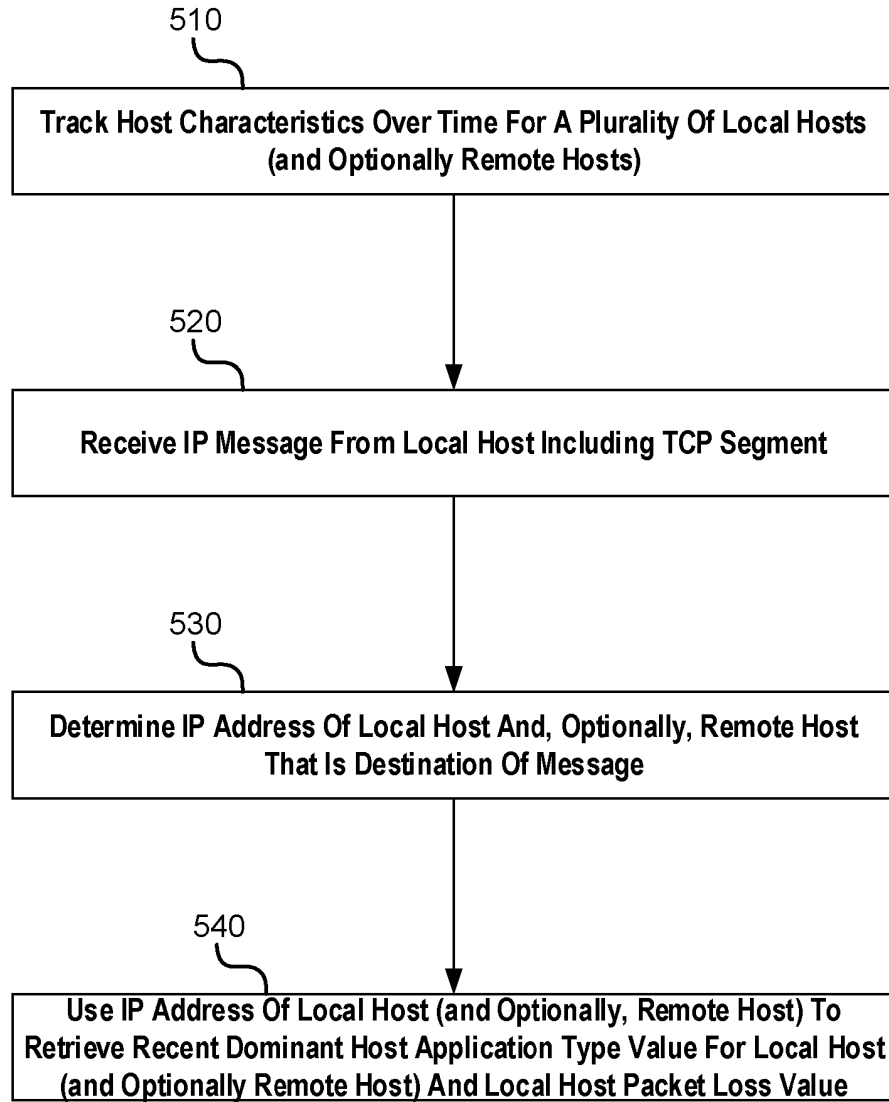 510
Track Host Characteristics Over Time For A Plurality Of Local Hosts
(and Optionally Remote Hosts)
520
Receive IP Message From Local Host Including TCP Segment
530
Determine IP Address Of Local Host And, Optionally, Remote Host
That Is Destination Of Message
540
Use IP Address Of Local Host (and Optionally, Remote Host) To
Retrieve Recent Dominant Host Application Type Value For Local Host
(and Optionally Remote Host) And Local Host Packet Loss Value